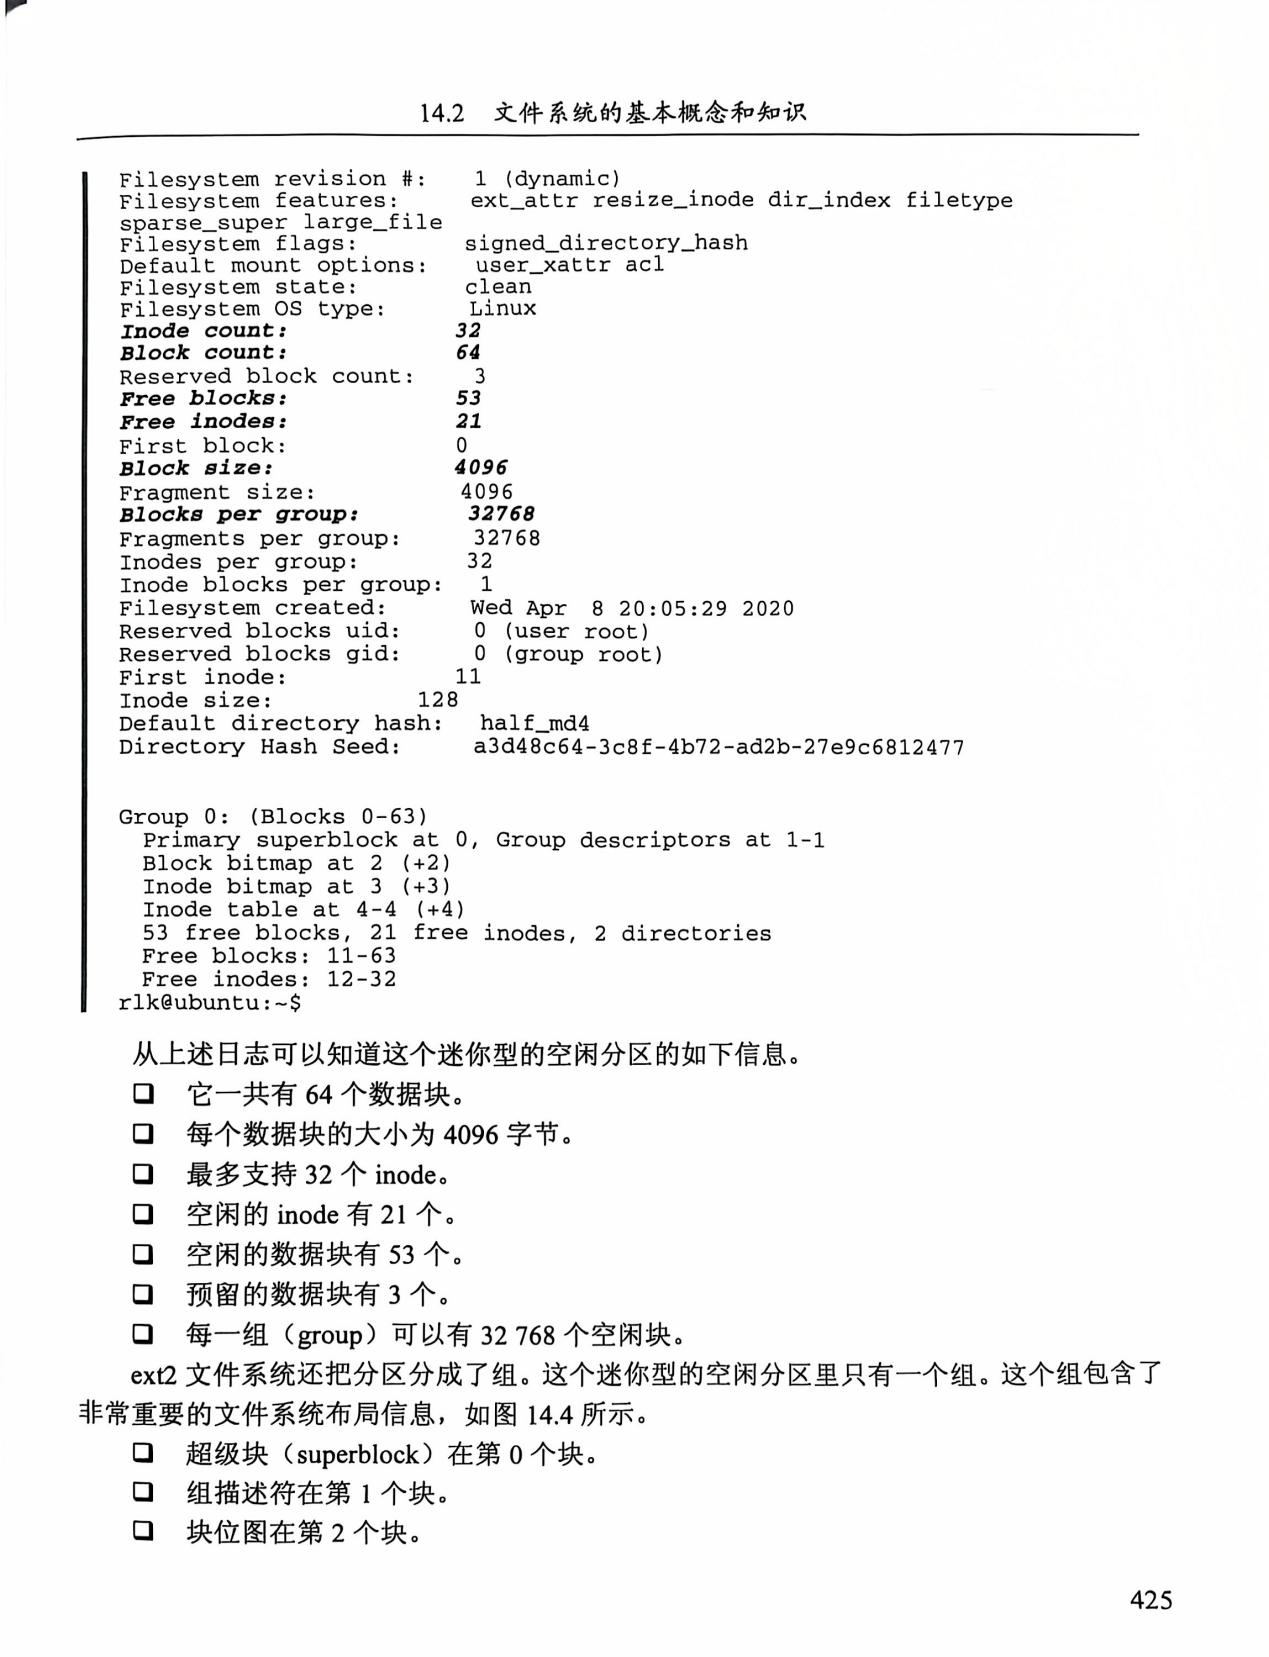 14.2 文件系统的基本概念和知识
Filesystem revision #: 1 (dynamic)
Filesystem features: ext_attr resize_inode dir_index filetype
sparse_super large_file
Filesystem flags: signed_directory_hash
Default mount options: user_xattr acl
Filesystem state: clean
Filesystem OS type: Linux
Inode count: 32
Block count: 64
Reserved block count: 3
Free blocks: 53
Free inodes: 21
First block: 0
Block size: 4096
Fragment size: 4096
Blocks per group: 32768
Fragments per group: 32768
Inodes per group: 32
Inode blocks per group: 1
Filesystem created: Wed Apr  8 20:05:29 2020
Reserved blocks uid: 0 (user root)
Reserved blocks gid: 0 (group root)
First inode: 11
Inode size: 128
Default directory hash: half_md4
Directory Hash Seed: a3d48c64-3c8f-4b72-ad2b-27e9c6812477
Group 0: (Blocks 0-63)
Primary superblock at 0, Group descriptors at 1-1
Block bitmap at 2 (+2)
Inode bitmap at 3 (+3)
Inode table at 4-4 (+4)
53 free blocks, 21 free inodes, 2 directories
Free blocks: 11-63
Free inodes: 12-32
rlk@ubuntu:~$
从上述日志可以知道这个迷你型的空闲分区的如下信息。
❑ 它一共有 64 个数据块。
❑ 每个数据块的大小为 4096 字节。
❑ 最多支持 32 个 inode。
❑ 空闲的 inode 有 21 个。
❑ 空闲的数据块有 53 个。
❑ 预留的数据块有 3 个。
❑ 每一组（group）可以有 32 768 个空闲块。
ext2 文件系统还把分区分成了组。这个迷你型的空闲分区里只有一个组。这个组包含了
非常重要的文件系统布局信息，如图 14.4 所示。
❑ 超级块（superblock）在第 0 个块。
❑ 组描述符在第 1 个块。
❑ 块位图在第 2 个块。
425